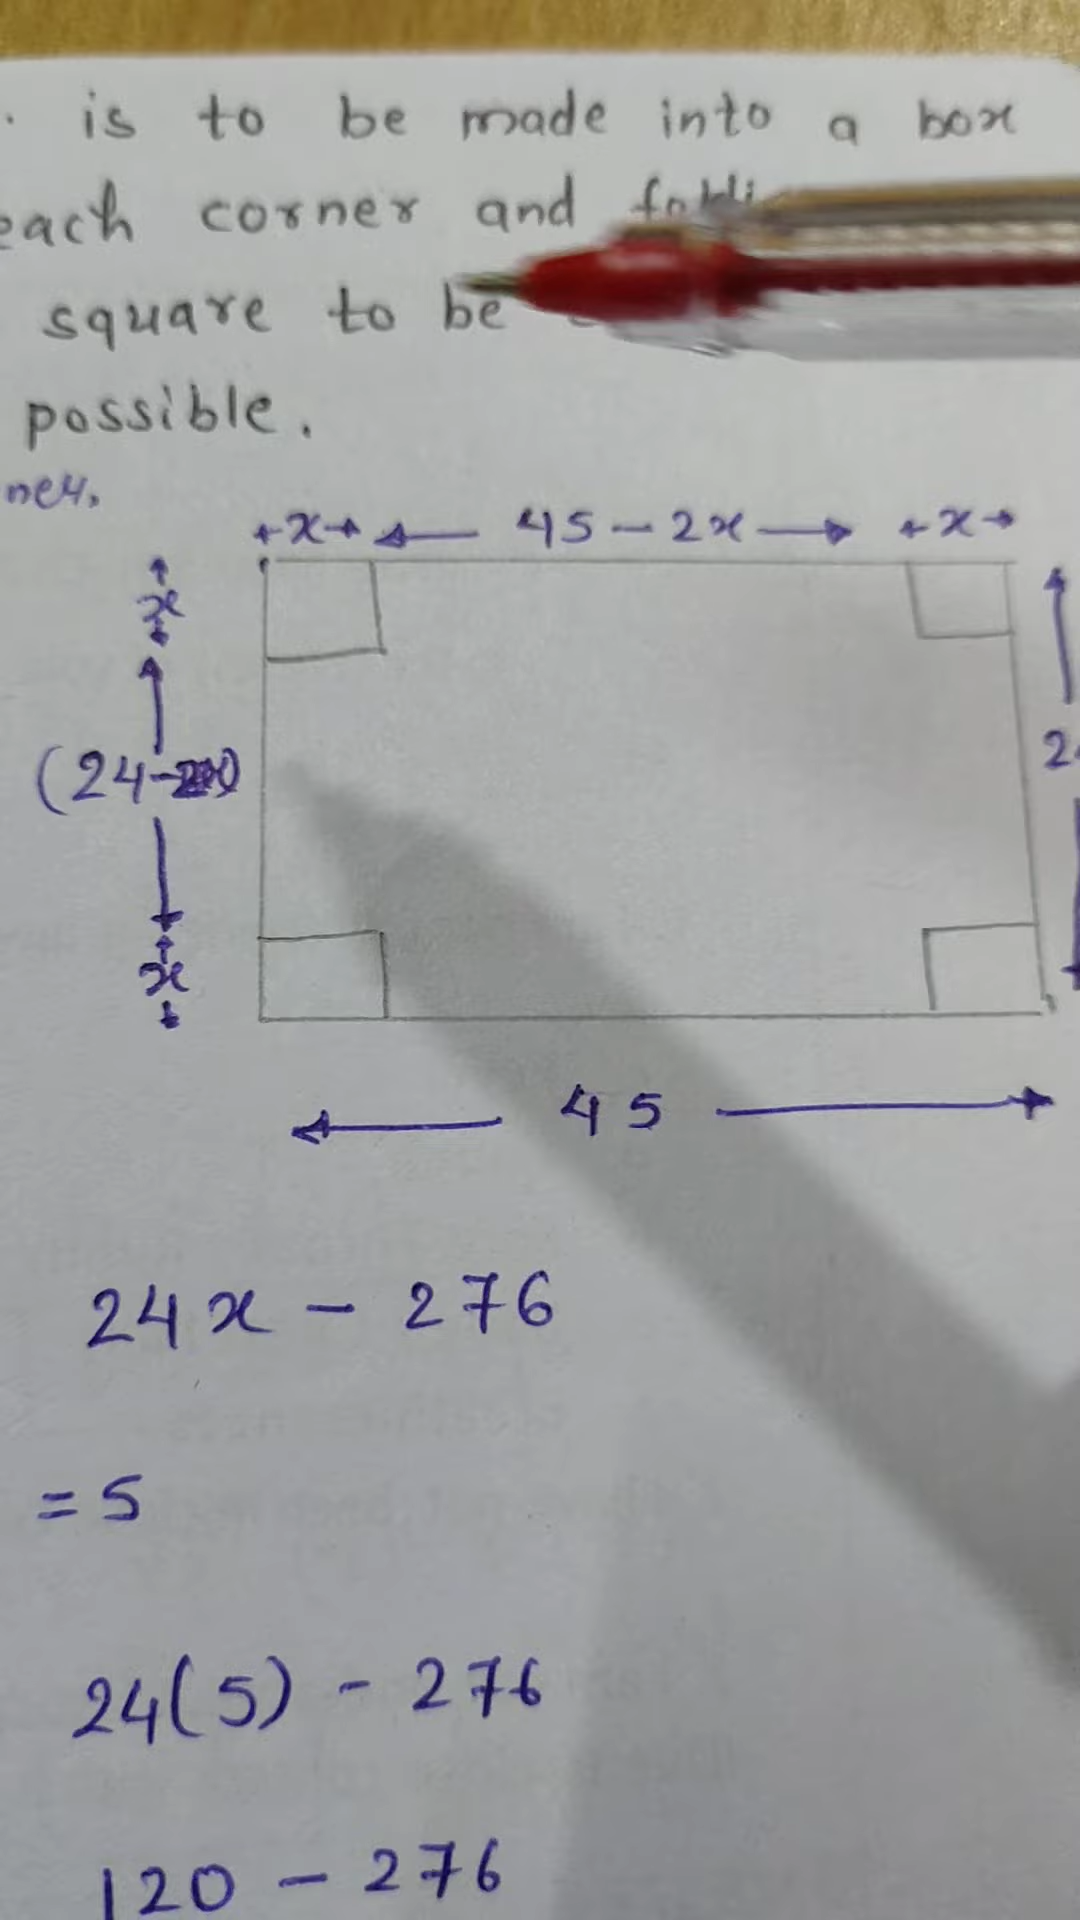 . is to be made into a box
each corner and
square to be
possible.
x 45-2x x
x
(24-
x
45
24x - 276
= 5
24(5) - 276
120 - 276